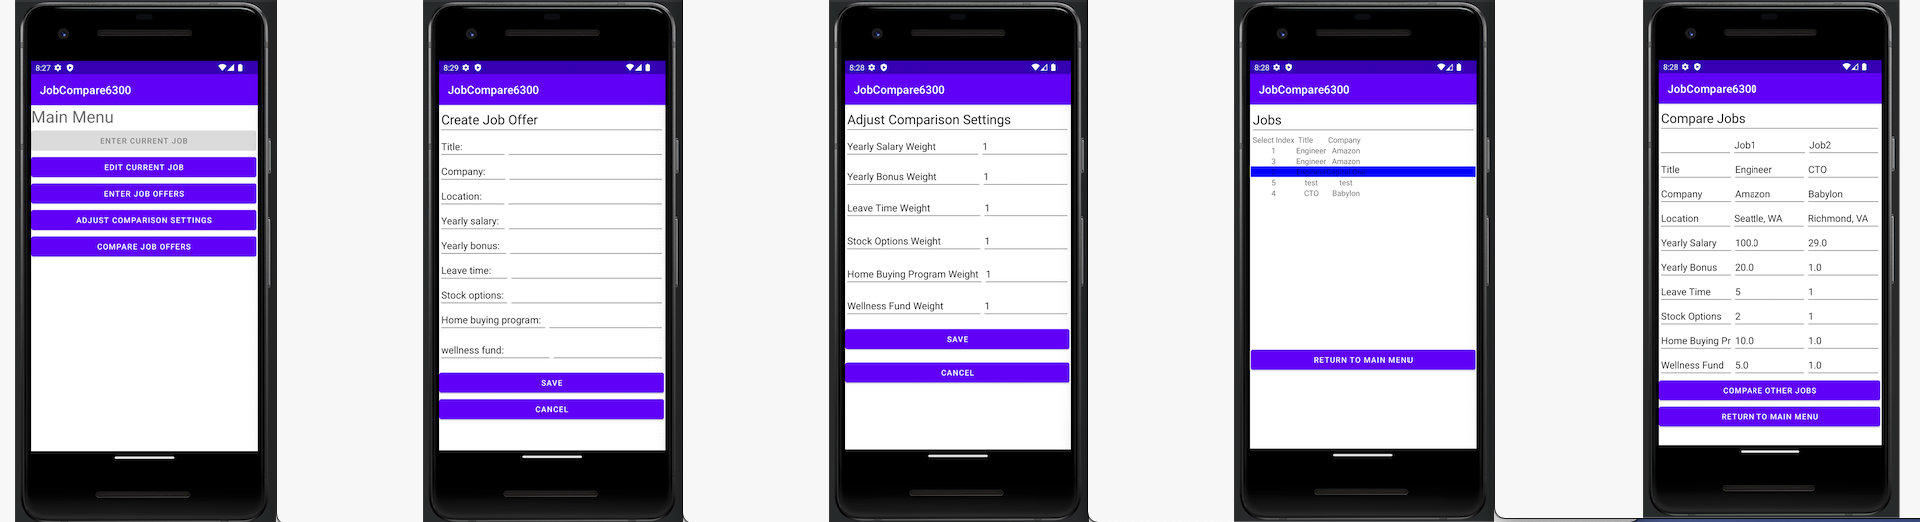 8:27
JobCompare6300
Main Menu
ENTER CURRENT JOB
EDIT CURRENT JOB
ENTER JOB OFFERS
ADJUST COMPARISON SETTINGS
COMPARE JOB OFFERS
8:29
JobCompare6300
Create Job Offer
Title:
Company:
Location:
Yearly salary:
Yearly bonus:
Leave time:
Stock options:
Home buying program:
wellness fund:
SAVE
CANCEL
8:28
JobCompare6300
Adjust Comparison Settings
Yearly Salary Weight 1
Yearly Bonus Weight 1
Leave Time Weight 1
Stock Options Weight 1
Home Buying Program Weight 1
Wellness Fund Weight 1
SAVE
CANCEL
8:28
JobCompare6300
Jobs
Select Index Title Company
1 Engineer Amazon
3 Engineer Amazon
5 test test
4 CTO Babylon
RETURN TO MAIN MENU
8:28
JobCompare6300
Compare Jobs
Job1 Job2
Title Engineer CTO
Company Amazon Babylon
Location Seattle, WA Richmond, VA
Yearly Salary 100.0 29.0
Yearly Bonus 20.0 1.0
Leave Time 5 1
Stock Options 2 1
Home Buying Pr 10.0 1.0
Wellness Fund 5.0 1.0
COMPARE OTHER JOBS
RETURN TO MAIN MENU